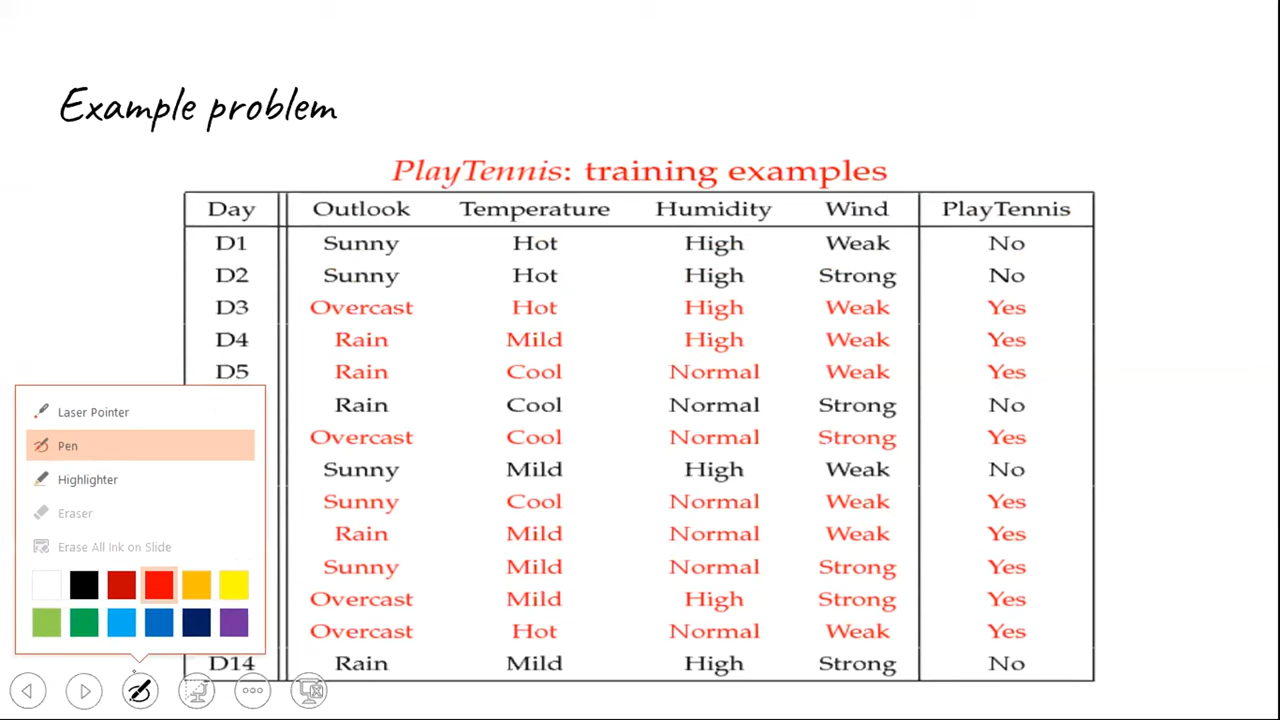 Example problem
PlayTennis: training examples
Day Outlook Temperature Humidity Wind PlayTennis
D1 Sunny Hot High Weak No
D2 Sunny Hot High Strong No
D3 Overcast Hot High Weak Yes
D4 Rain Mild High Weak Yes
D5 Rain Cool Normal Weak Yes
Rain Cool Normal Strong No
Overcast Cool Normal Strong Yes
Sunny Mild High Weak No
Sunny Cool Normal Weak Yes
Rain Mild Normal Weak Yes
Sunny Mild Normal Strong Yes
Overcast Mild High Strong Yes
Overcast Hot Normal Weak Yes
D14 Rain Mild High Strong No
Laser Pointer
Pen
Highlighter
Eraser
Erase All Ink on Slide